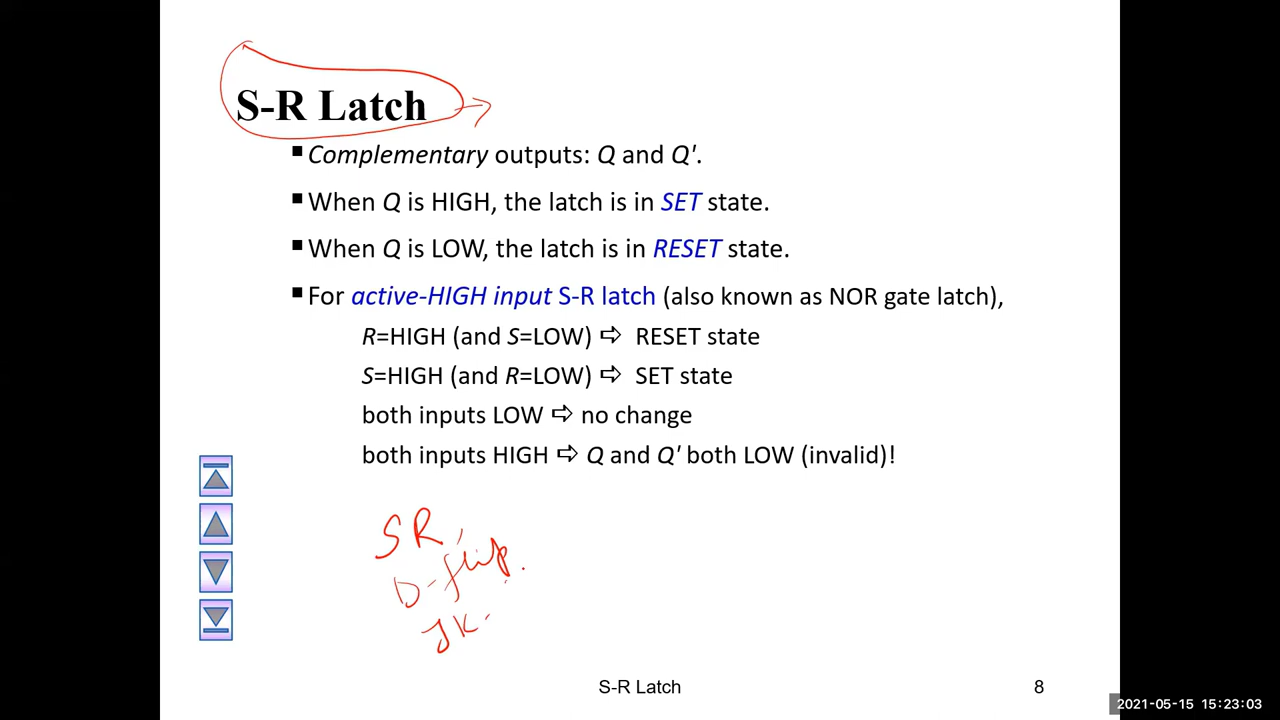 S-R Latch
▪ Complementary outputs: Q and Q'.
▪ When Q is HIGH, the latch is in SET state.
▪ When Q is LOW, the latch is in RESET state.
▪ For active-HIGH input S-R latch (also known as NOR gate latch),
R=HIGH (and S=LOW) ⇨ RESET state
S=HIGH (and R=LOW) ⇨ SET state
both inputs LOW ⇨ no change
both inputs HIGH ⇨ Q and Q' both LOW (invalid)!
SR,
D-flip.
JK.
S-R Latch 8
2021-05-15 15:23:03